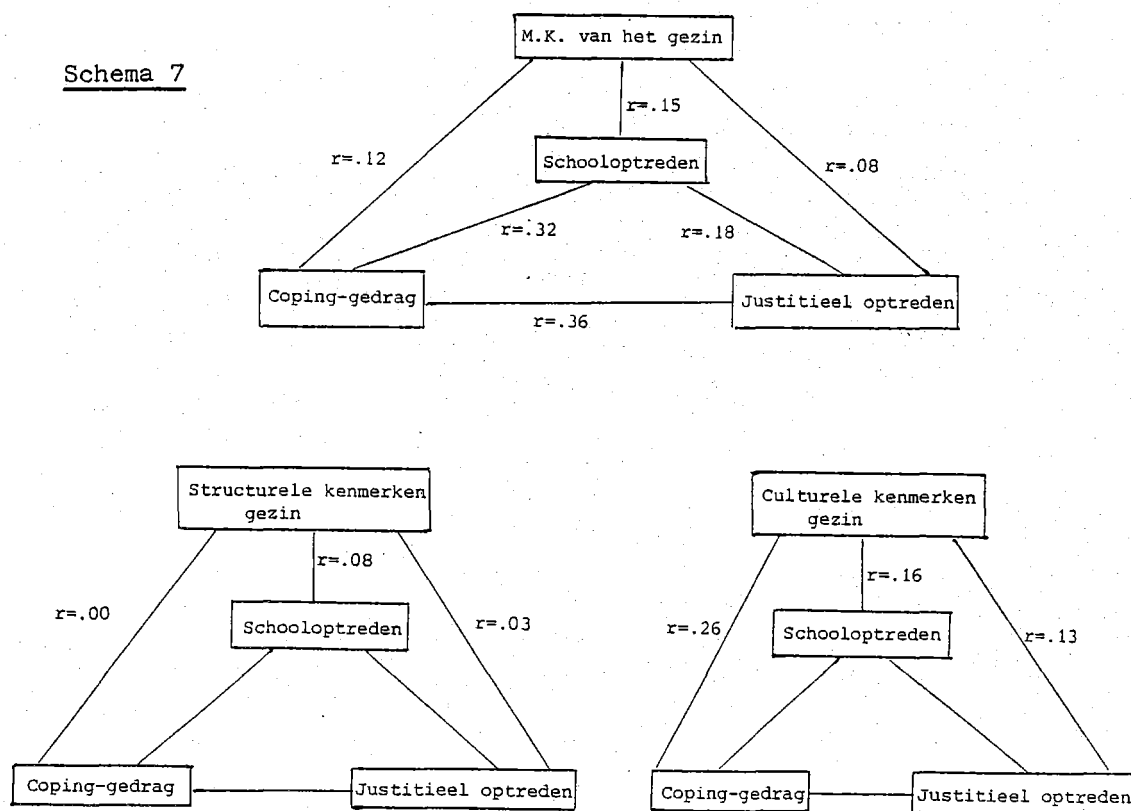 M.K. van het gezin
Schema 7
r=.15
Schooloptreden
r=.12
r=.08
r=.32
r=.18
Coping-gedrag
Justitieel optreden
r=.36
Structurele kenmerken
gezin
r=.08
r=.00
Schooloptreden
r=.03
Coping-gedrag
Justitieel optreden
Culturele kenmerken
gezin
r=.16
r=.26
Schooloptreden
r=.13
Coping-gedrag
Justitieel optreden